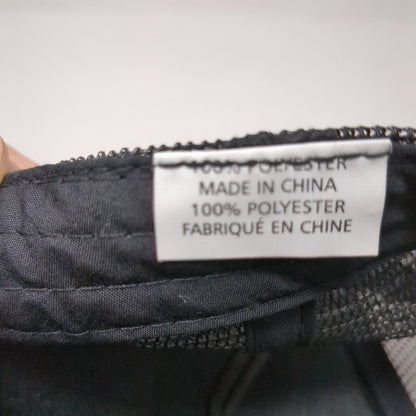 100% POLYESTER
MADE IN CHINA
100% POLYESTER
FABRIQUÉ EN CHINE